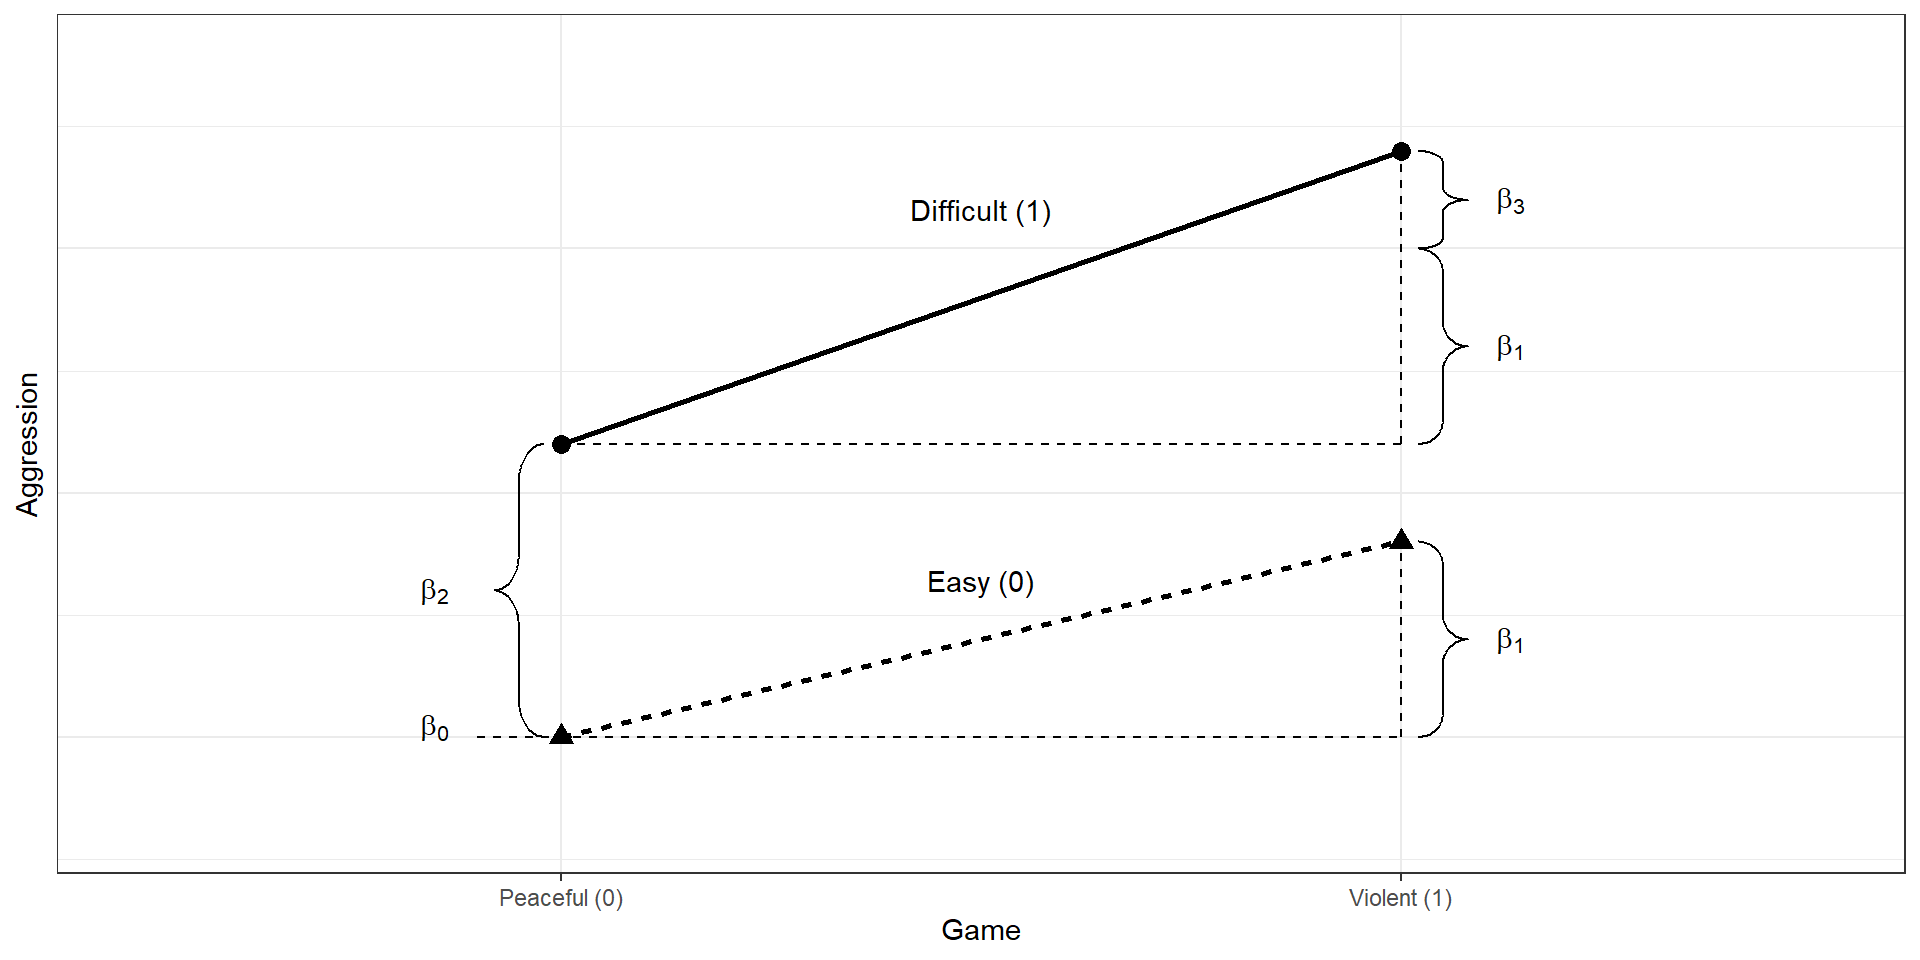 Difficult (1)
β3
β1
Easy (0)
β2
β1
β0
Aggression
Peaceful (0)
Violent (1)
Game